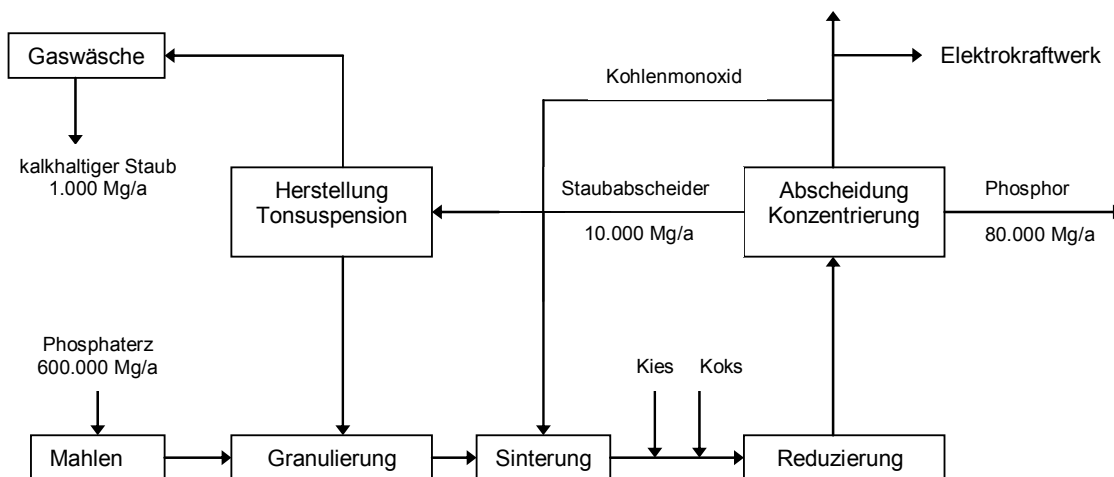 Gaswäsche
Elektrokraftwerk
Kohlenmonoxid
kalkhaltiger Staub
1.000 Mg/a
Herstellung
Tonsuspension
Staubabscheider
10.000 Mg/a
Abscheidung
Konzentrierung
Phosphor
80.000 Mg/a
Phosphaterz
600.000 Mg/a
Kies
Koks
Mahlen
Granulierung
Sinterung
Reduzierung